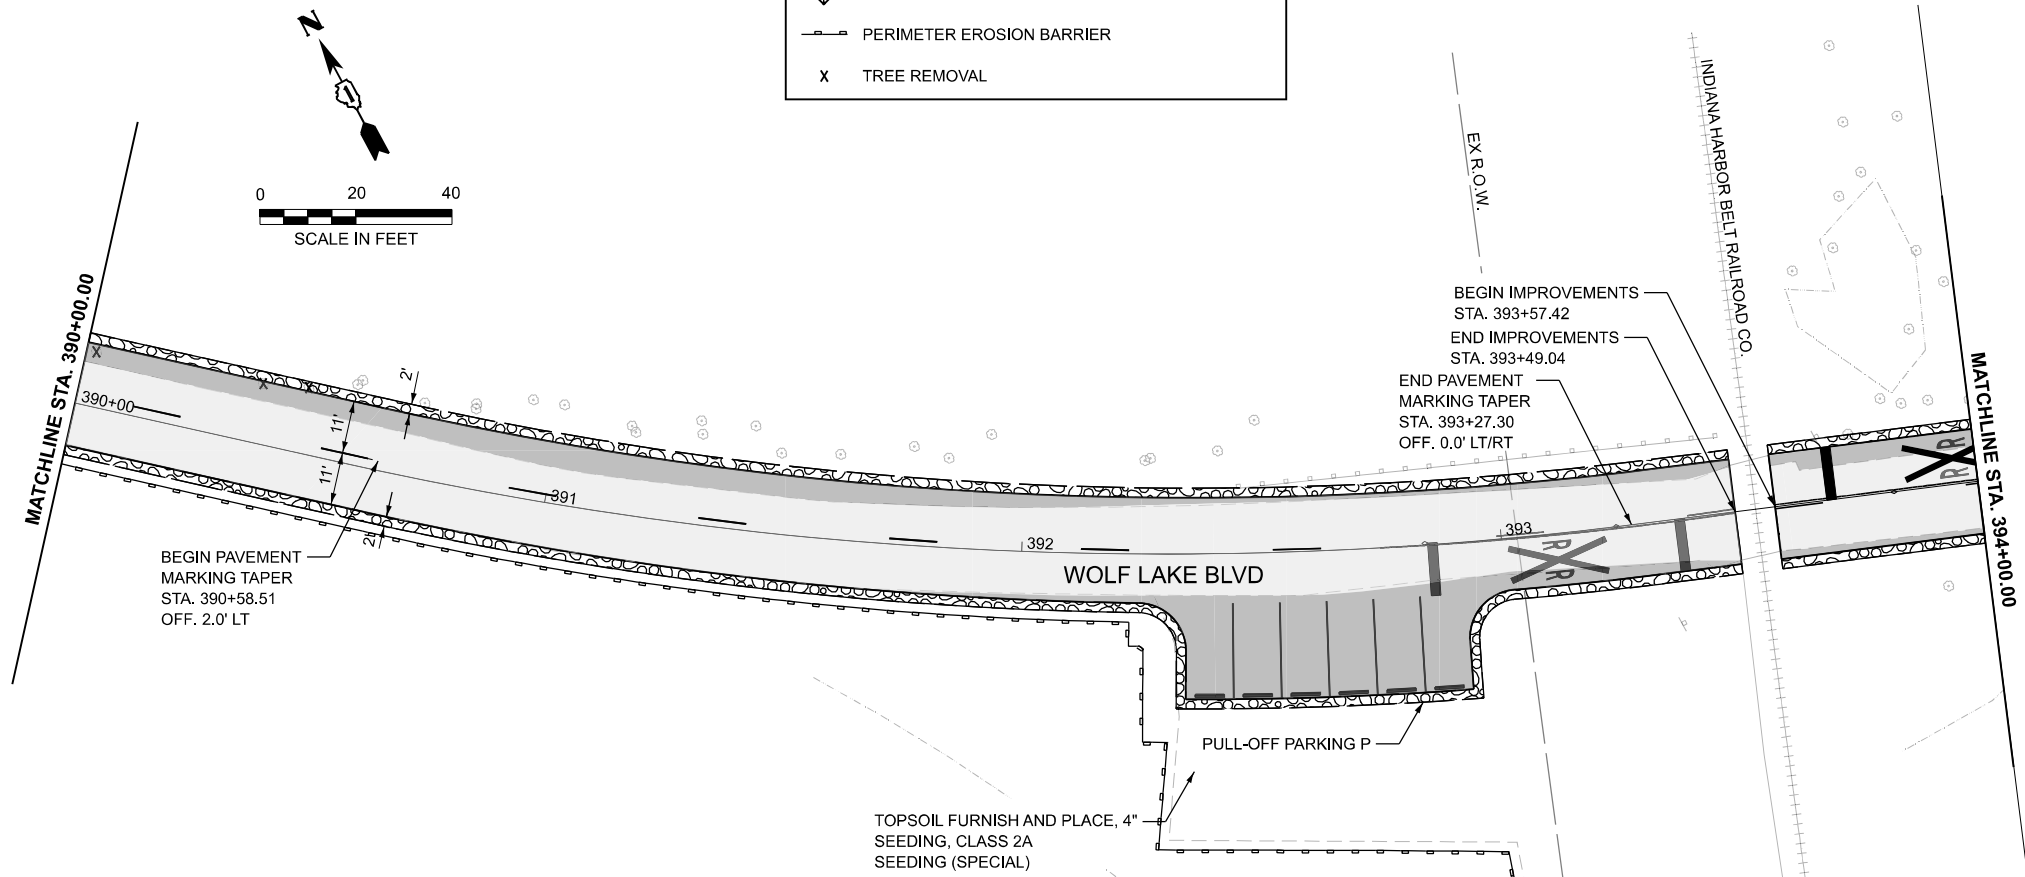 PERIMETER EROSION BARRIER
X TREE REMOVAL
N
0 20 40
SCALE IN FEET
MATCHLINE STA. 390+00.00
390+00
11'
11'
2'
2'
391
392
393
BEGIN PAVEMENT
MARKING TAPER
STA. 390+58.51
OFF. 2.0' LT
WOLF LAKE BLVD
EX R.O.W.
INDIANA HARBOR BELT RAILROAD CO.
BEGIN IMPROVEMENTS
STA. 393+57.42
END IMPROVEMENTS
STA. 393+49.04
END PAVEMENT
MARKING TAPER
STA. 393+27.30
OFF. 0.0' LT/RT
R
R
R
R
MATCHLINE STA. 394+00.00
PULL-OFF PARKING P
TOPSOIL FURNISH AND PLACE, 4"
SEEDING, CLASS 2A
SEEDING (SPECIAL)